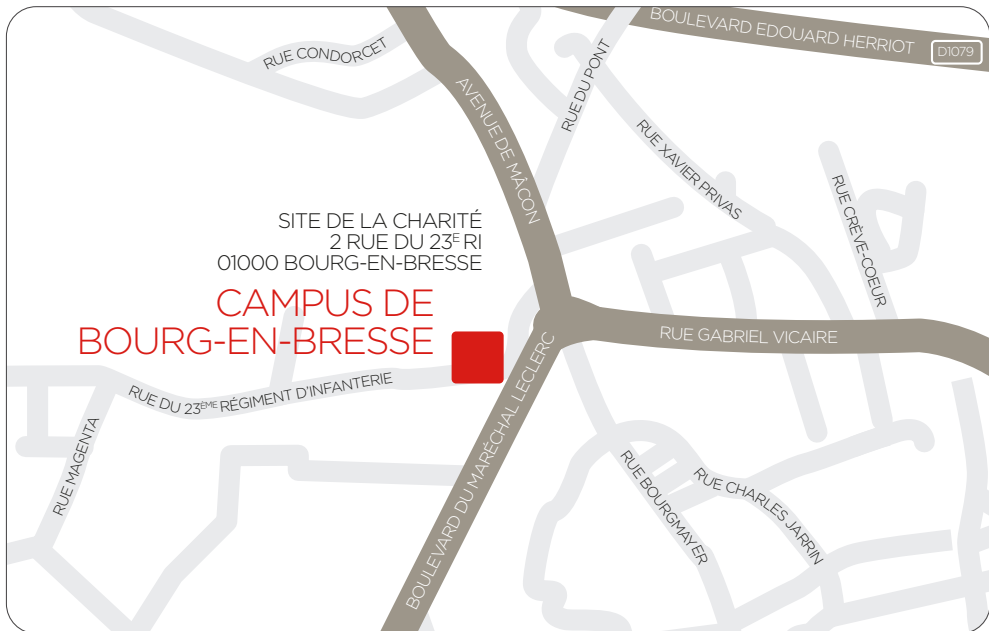 BOULEVARD EDOUARD HERRIOT
D1079
RUE CONDORCET
RUE DU PONT
AVENUE DE MÂCON
RUE XAVIER PRIVAS
RUE CRÈVE-COEUR
SITE DE LA CHARITÉ
2 RUE DU 23E RI
01000 BOURG-EN-BRESSE
CAMPUS DE
BOURG-EN-BRESSE
RUE GABRIEL VICAIRE
RUE DU 23ÈME RÉGIMENT D'INFANTERIE
BOULEVARD DU MARÉCHAL LECLERC
RUE MAGENTA
RUE BOURGMAYER
RUE CHARLES JARRIN